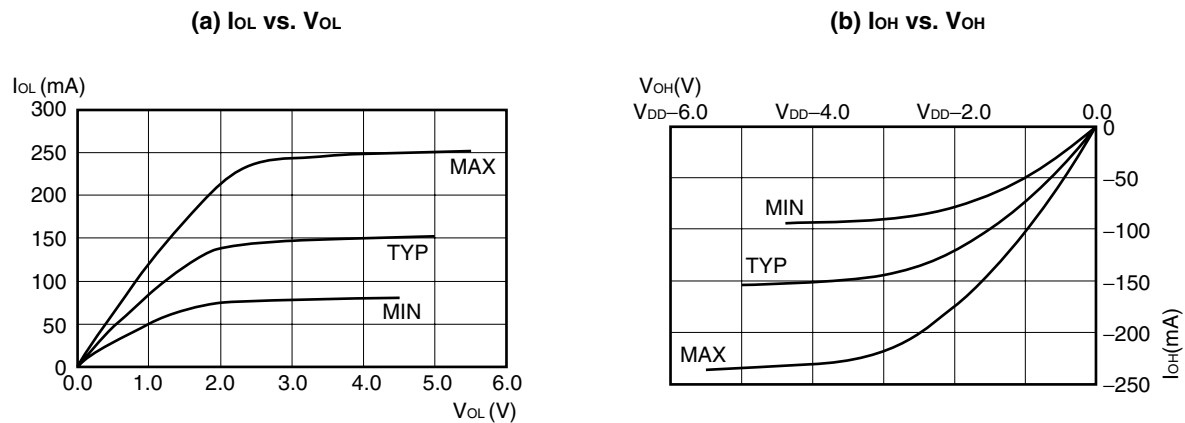 (a) IOL vs. VOL
IOL (mA)
300
250
200
150
100
50
0
MAX
TYP
MIN
0.0 1.0 2.0 3.0 4.0 5.0 6.0
VOL (V)
(b) IOH vs. VOH
VOH(V)
VDD–6.0 VDD–4.0 VDD–2.0 0.0
0
–50
–100
–150
–200
–250
MIN
TYP
MAX
IOH(mA)